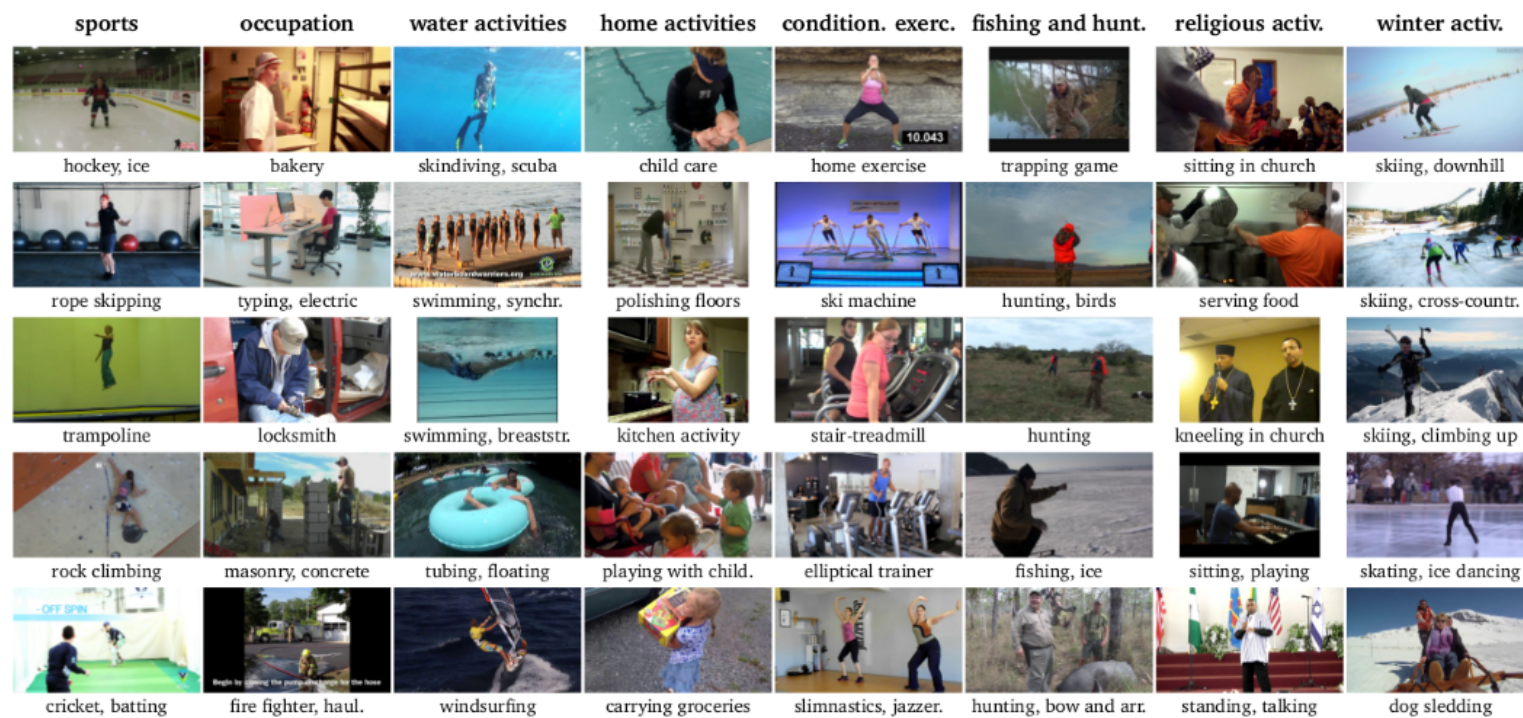 sports occupation water activities home activities condition. exerc. fishing and hunt. religious activ. winter activ.
10.043
hockey, ice bakery skindiving, scuba child care home exercise trapping game sitting in church skiing, downhill
www.waterboardwarriors.org
rope skipping typing, electric swimming, synchr. polishing floors ski machine hunting, birds serving food skiing, cross-countr.
trampoline locksmith swimming, breaststr. kitchen activity stair-treadmill hunting kneeling in church skiing, climbing up
rock climbing masonry, concrete tubing, floating playing with child. elliptical trainer fishing, ice sitting, playing skating, ice dancing
- OFF SPIN
Begin by closing the pump discharge for the hose
cricket, batting fire fighter, haul. windsurfing carrying groceries slimnastics, jazzer. hunting, bow and arr. standing, talking dog sledding